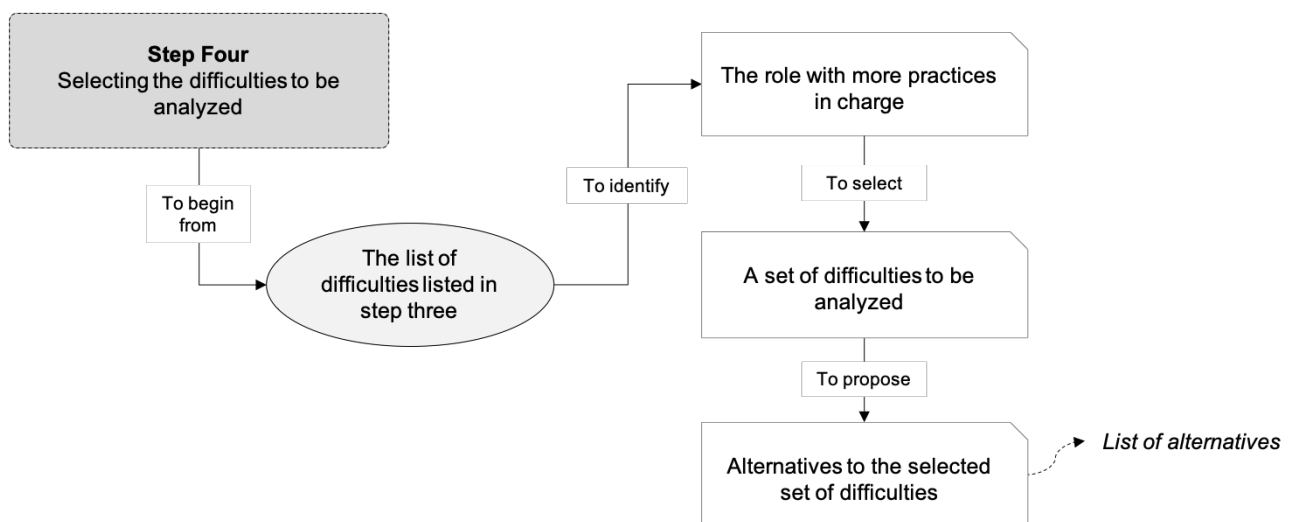 Step Four
Selecting the difficulties to be
analyzed
To begin
from
The list of
difficulties listed in
step three
To identify
The role with more practices
in charge
To select
A set of difficulties to be
analyzed
To propose
Alternatives to the selected
set of difficulties
List of alternatives